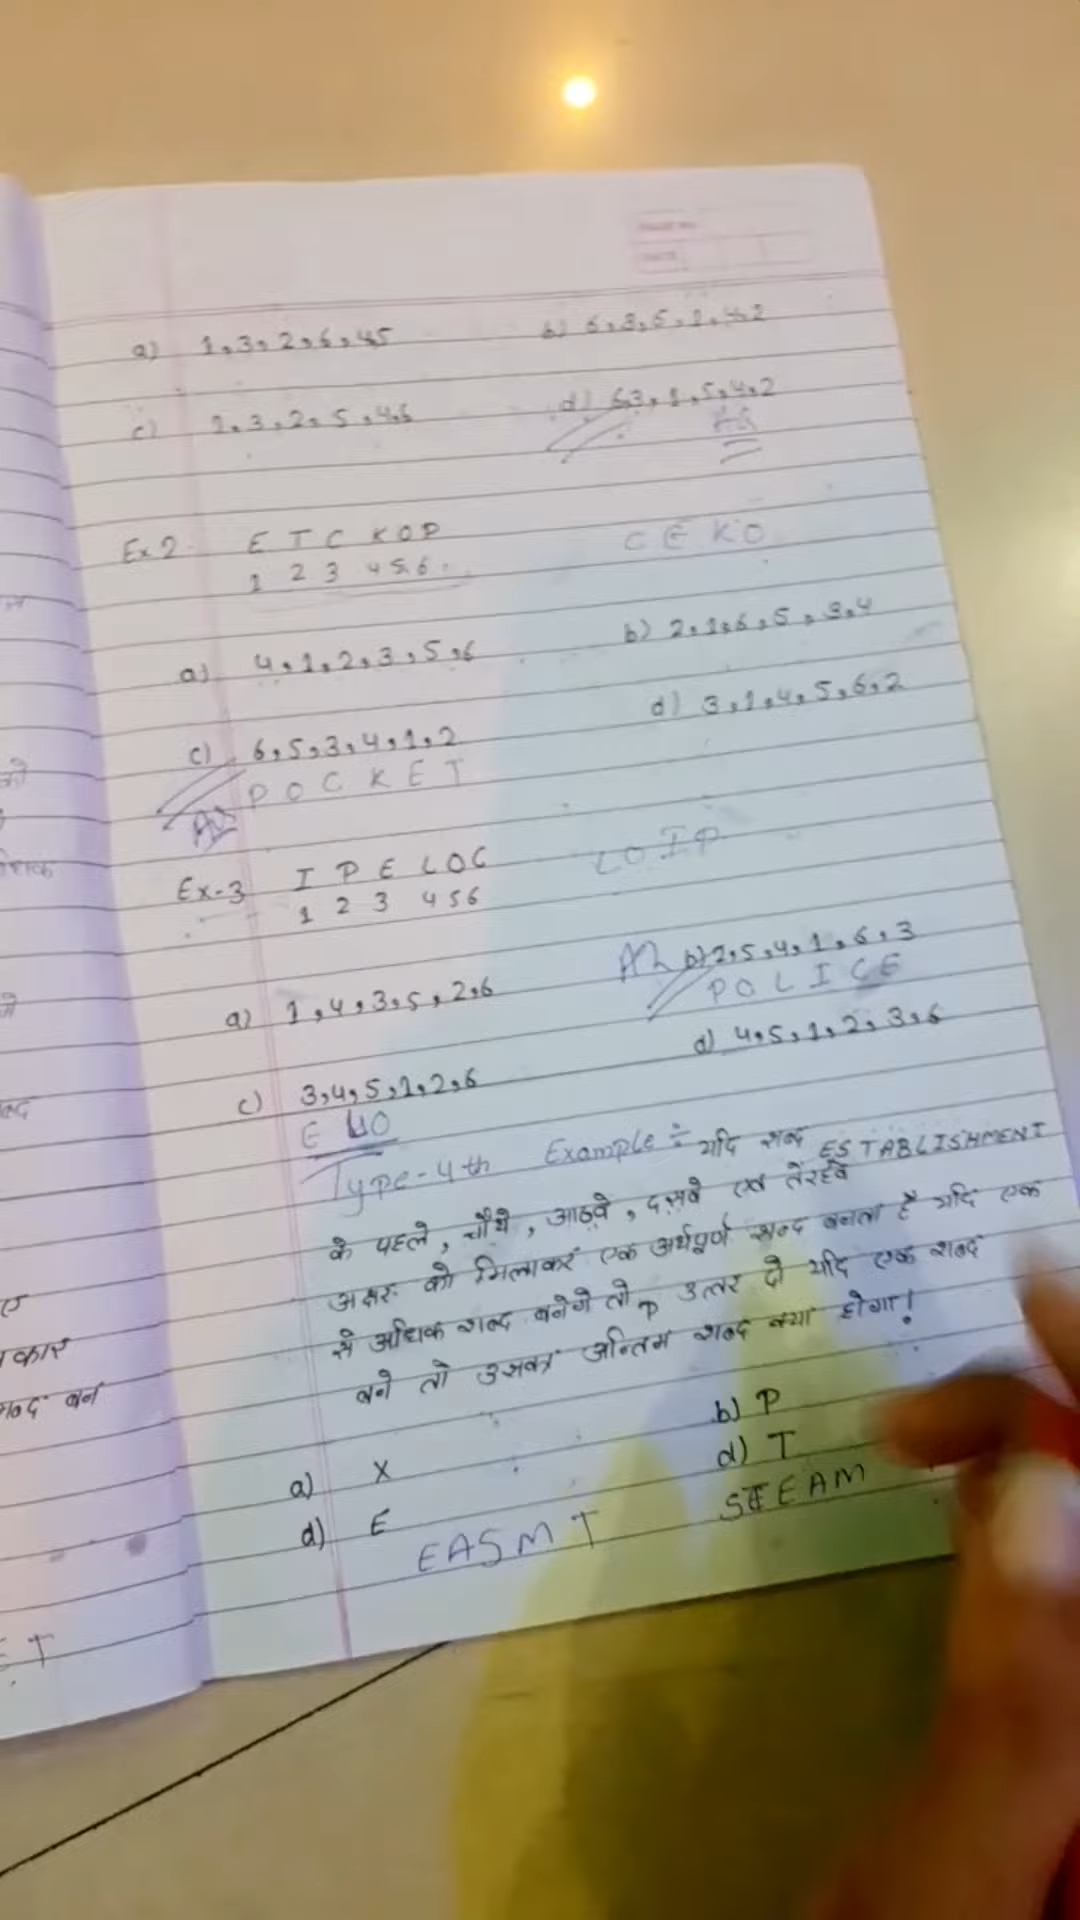 a) 1,3,2,6,4,5
b) 6,3,5,1,4,2
c) 1,3,2,5,4,6
d) 6,3,1,5,4,2
Ex 2. E T C K O P
1 2 3 4 5 6
C E K O
a) 4,1,2,3,5,6
b) 2,1,6,5,3,4
c) 6,5,3,4,1,2
d) 3,1,4,5,6,2
P O C K E T
Ex-3 I P E L O C
1 2 3 4 5 6
L O I P
a) 1,4,3,5,2,6
b) 2,5,4,1,6,3
P O L I C E
c) 3,4,5,1,2,6
d) 4,5,1,2,3,6
Type-4th Example ÷ यदि शब्द ESTABLISHMENT
के पहले, चौथे, आठवे, दसवे एव तेरहवे
अक्षर को मिलाकर एक अर्थपूर्ण शब्द बनता है यदि एक
से अधिक शब्द बनेगे तो P उत्तर दो यदि एक शब्द
बने तो उसका अन्तिम शब्द क्या होगा!
a) X
b) P
d) E
d) T
E A S M T
STEAM